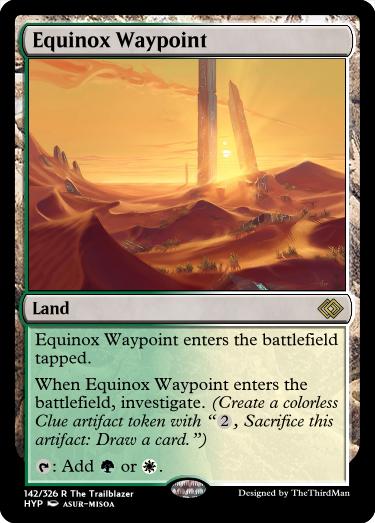 Equinox Waypoint
Land
Equinox Waypoint enters the battlefield
tapped.
When Equinox Waypoint enters the
battlefield, investigate. (Create a colorless
Clue artifact token with “2, Sacrifice this
artifact: Draw a card.”)
: Add or .
142/326 R The Trailblazer
HYP ASUR-MISOA
Designed by TheThirdMan